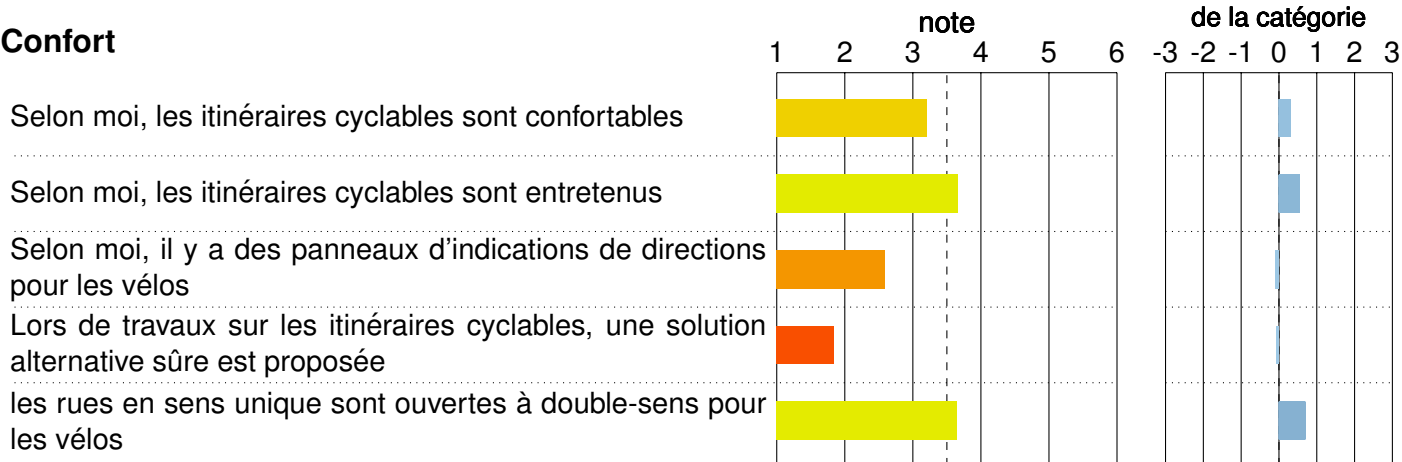 note
de la catégorie
Confort
1 2 3 4 5 6
-3 -2 -1 0 1 2 3
Selon moi, les itinéraires cyclables sont confortables
Selon moi, les itinéraires cyclables sont entretenus
Selon moi, il y a des panneaux d'indications de directions
pour les vélos
Lors de travaux sur les itinéraires cyclables, une solution
alternative sûre est proposée
les rues en sens unique sont ouvertes à double-sens pour
les vélos